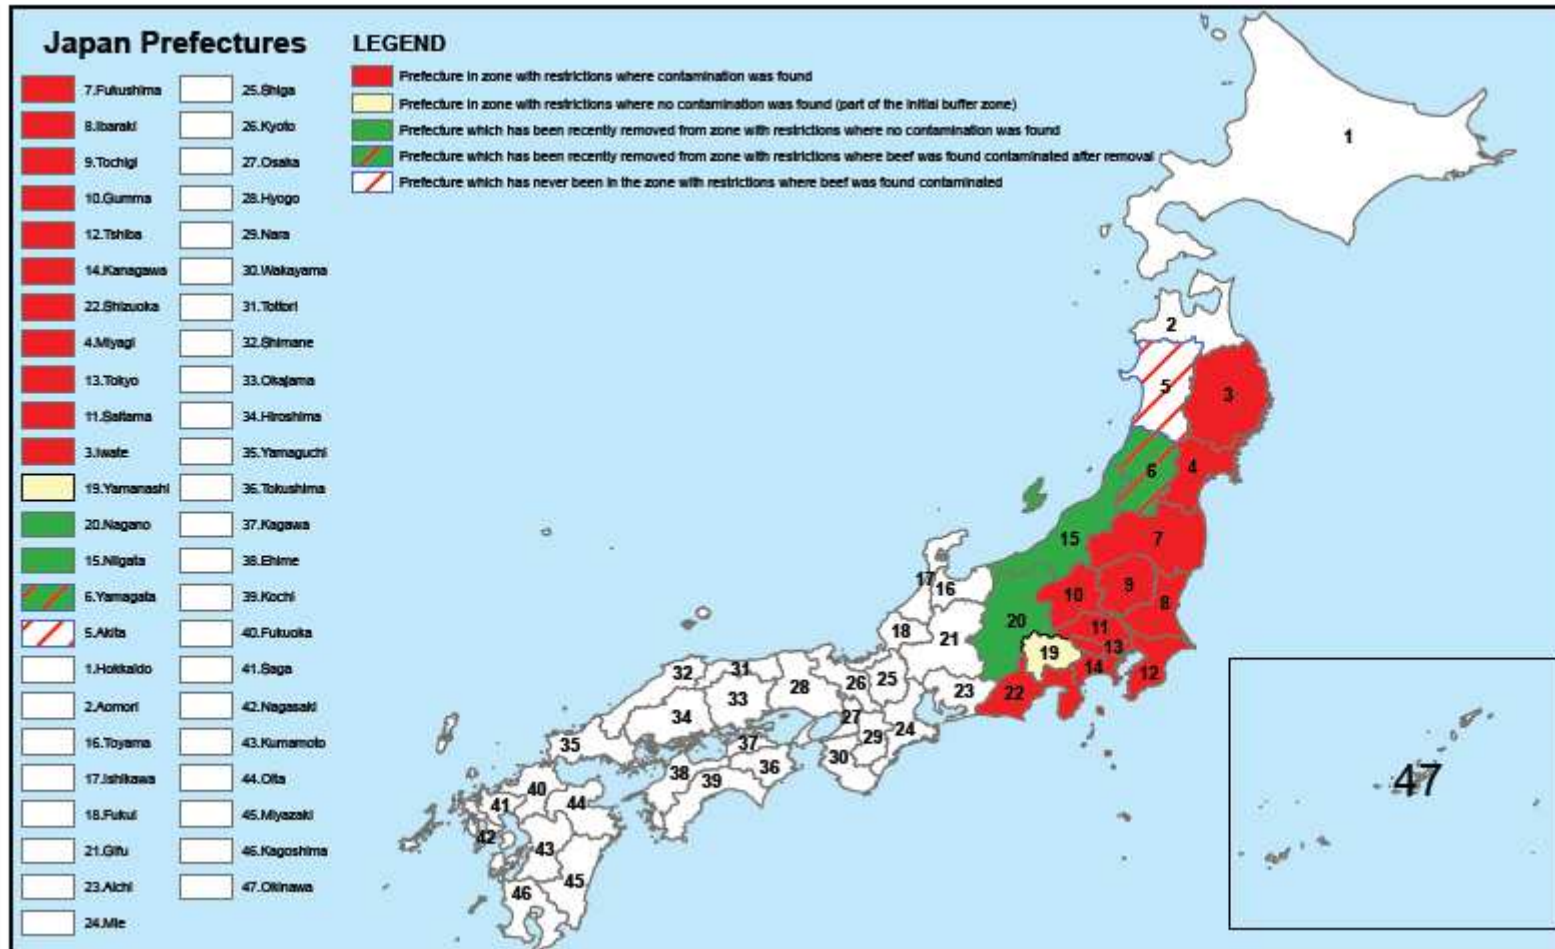 Japan Prefectures
7.Fukushima
8.Ibaraki
9.Tochigi
10.Gumma
12.Tshiba
14.Kanagawa
22.Shizuoka
4.Miyagi
13.Tokyo
11.Saitama
3.Iwate
19.Yamanashi
20.Nagano
15.Niigata
6.Yamagata
5.Akita
1.Hokkaido
2.Aomori
16.Toyama
17.Ishikawa
18.Fukui
21.Gifu
23.Aichi
24.Mie
25.Shiga
26.Kyoto
27.Osaka
28.Hyogo
29.Nara
30.Wakayama
31.Tottori
32.Shimane
33.Okajama
34.Hiroshima
35.Yamaguchi
36.Tokushima
37.Kagawa
38.Ehime
39.Kochi
40.Fukuoka
41.Saga
42.Nagasaki
43.Kumamoto
44.Oita
45.Miyazaki
46.Kagoshima
47.Okinawa
LEGEND
Prefecture in zone with restrictions where contamination was found
Prefecture in zone with restrictions where no contamination was found (part of the initial buffer zone)
Prefecture which has been recently removed from zone with restrictions where no contamination was found
Prefecture which has been recently removed from zone with restrictions where beef was found contaminated after removal
Prefecture which has never been in the zone with restrictions where beef was found contaminated
1
2
5
3
6
4
15
7
17
16
10
9
8
20
11
18
21
13
19
14
12
32
31
26
25
28
23
22
33
34
27
24
29
35
37
30
38
36
39
40
41
44
42
43
45
46
47